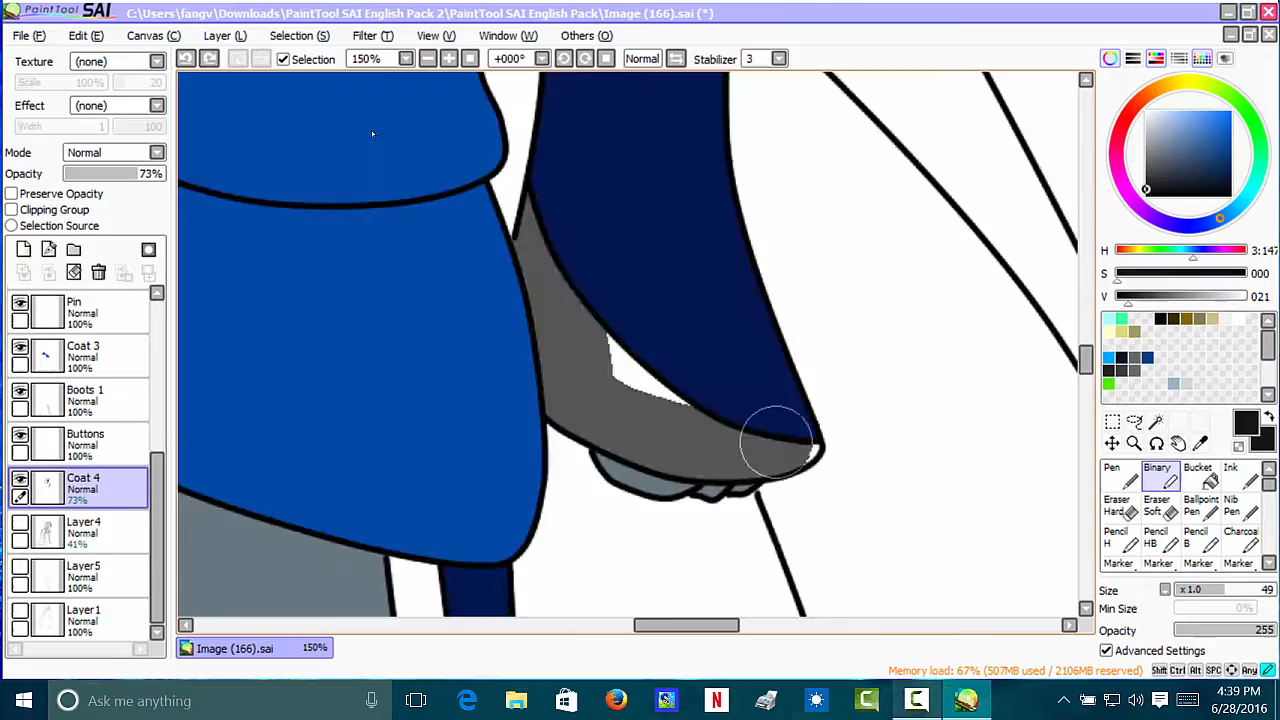 PaintTool SAI C:\Users\fangv\Downloads\PaintTool SAI English Pack 2\PaintTool SAI English Pack\Image (166).sai (*)
File (F) Edit (E) Canvas (C) Layer (L) Selection (S) Filter (T) View (V) Window (W) Others (O)
Texture (none)
Scale 100% 20
Effect (none)
Width 1 100
Mode Normal
Opacity 73%
Preserve Opacity
Clipping Group
Selection Source
Selection 150% +000° Normal Stabilizer 3
Pin
Normal
100%
Coat 3
Normal
100%
Boots 1
Normal
100%
Buttons
Normal
100%
Coat 4
Normal
73%
Layer4
Normal
41%
Layer5
Normal
100%
Layer1
Normal
100%
H 3:147
S 000
V 021
Pen Binary Bucket Ink
Eraser Hard Eraser Soft Ballpoint Pen Nib Pen
Pencil H Pencil HB Pencil B Charcoal
Marker Marker Marker Marker
Size x 1.0 49
Min Size 0%
Opacity 255
Advanced Settings
Image (166).sai 150%
Memory load: 67% (507MB used / 2106MB reserved) Shift Ctrl Alt SPC Any
Ask me anything
4:39 PM
6/28/2016